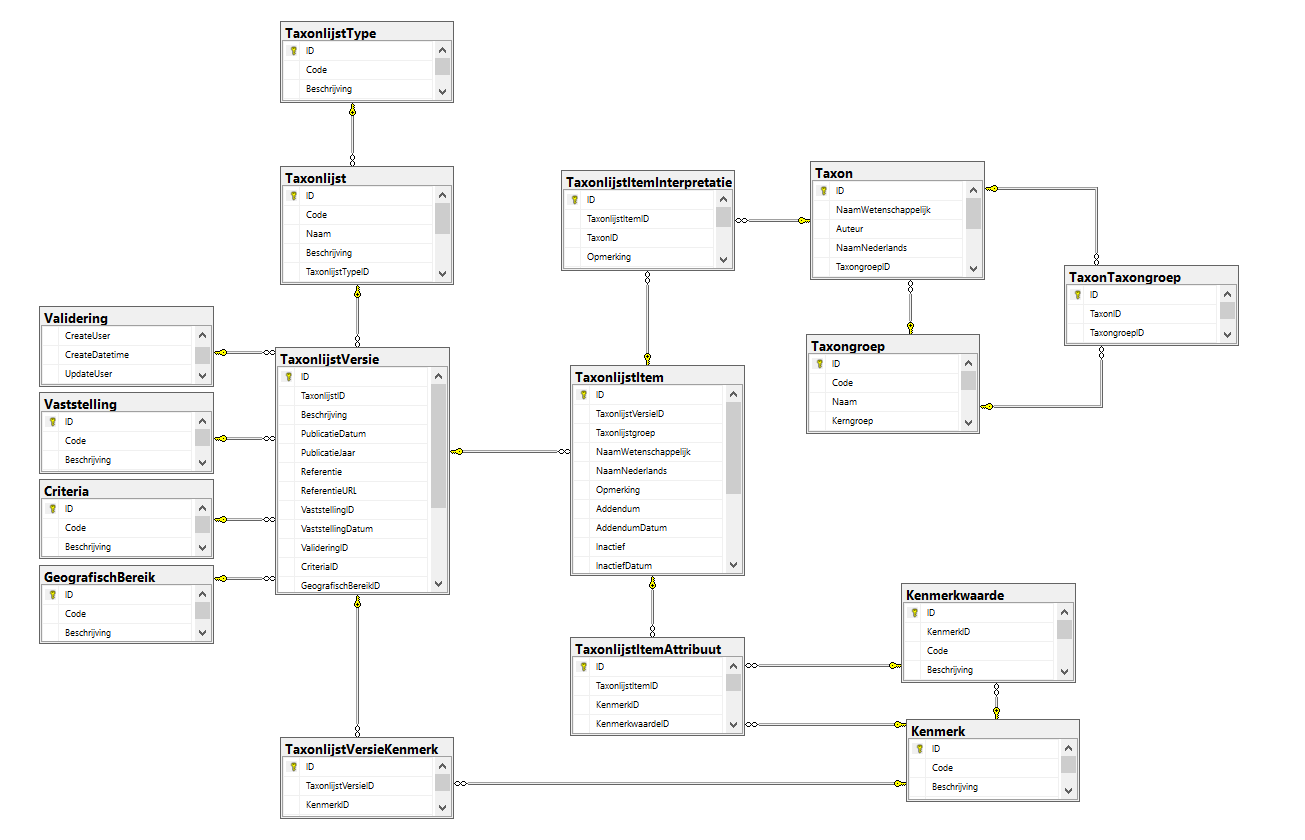 TaxonlijstType
ID
Code
Beschrijving
Taxonlijst
ID
Code
Naam
Beschrijving
TaxonlijstTypeID
TaxonlijstItemInterpretatie
ID
TaxonlijstItemID
TaxonID
Opmerking
Taxon
ID
NaamWetenschappelijk
Auteur
NaamNederlands
TaxongroepID
TaxonTaxongroep
ID
TaxonID
TaxongroepID
Validering
CreateUser
CreateDatetime
UpdateUser
Taxongroep
ID
Code
Naam
Kerngroep
TaxonlijstVersie
ID
TaxonlijstID
Beschrijving
PublicatieDatum
PublicatieJaar
Referentie
ReferentieURL
VaststellingID
VaststellingDatum
ValideringID
CriteriaID
GeografischBereikID
TaxonlijstItem
ID
TaxonlijstVersieID
Taxonlijstgroep
NaamWetenschappelijk
NaamNederlands
Opmerking
Addendum
AddendumDatum
Inactief
InactiefDatum
Vaststelling
ID
Code
Beschrijving
Criteria
ID
Code
Beschrijving
GeografischBereik
ID
Code
Beschrijving
Kenmerkwaarde
ID
KenmerkID
Code
Beschrijving
TaxonlijstItemAttribuut
ID
TaxonlijstItemID
KenmerkID
KenmerkwaardeID
Kenmerk
ID
Code
Beschrijving
TaxonlijstVersieKenmerk
ID
TaxonlijstVersieID
KenmerkID